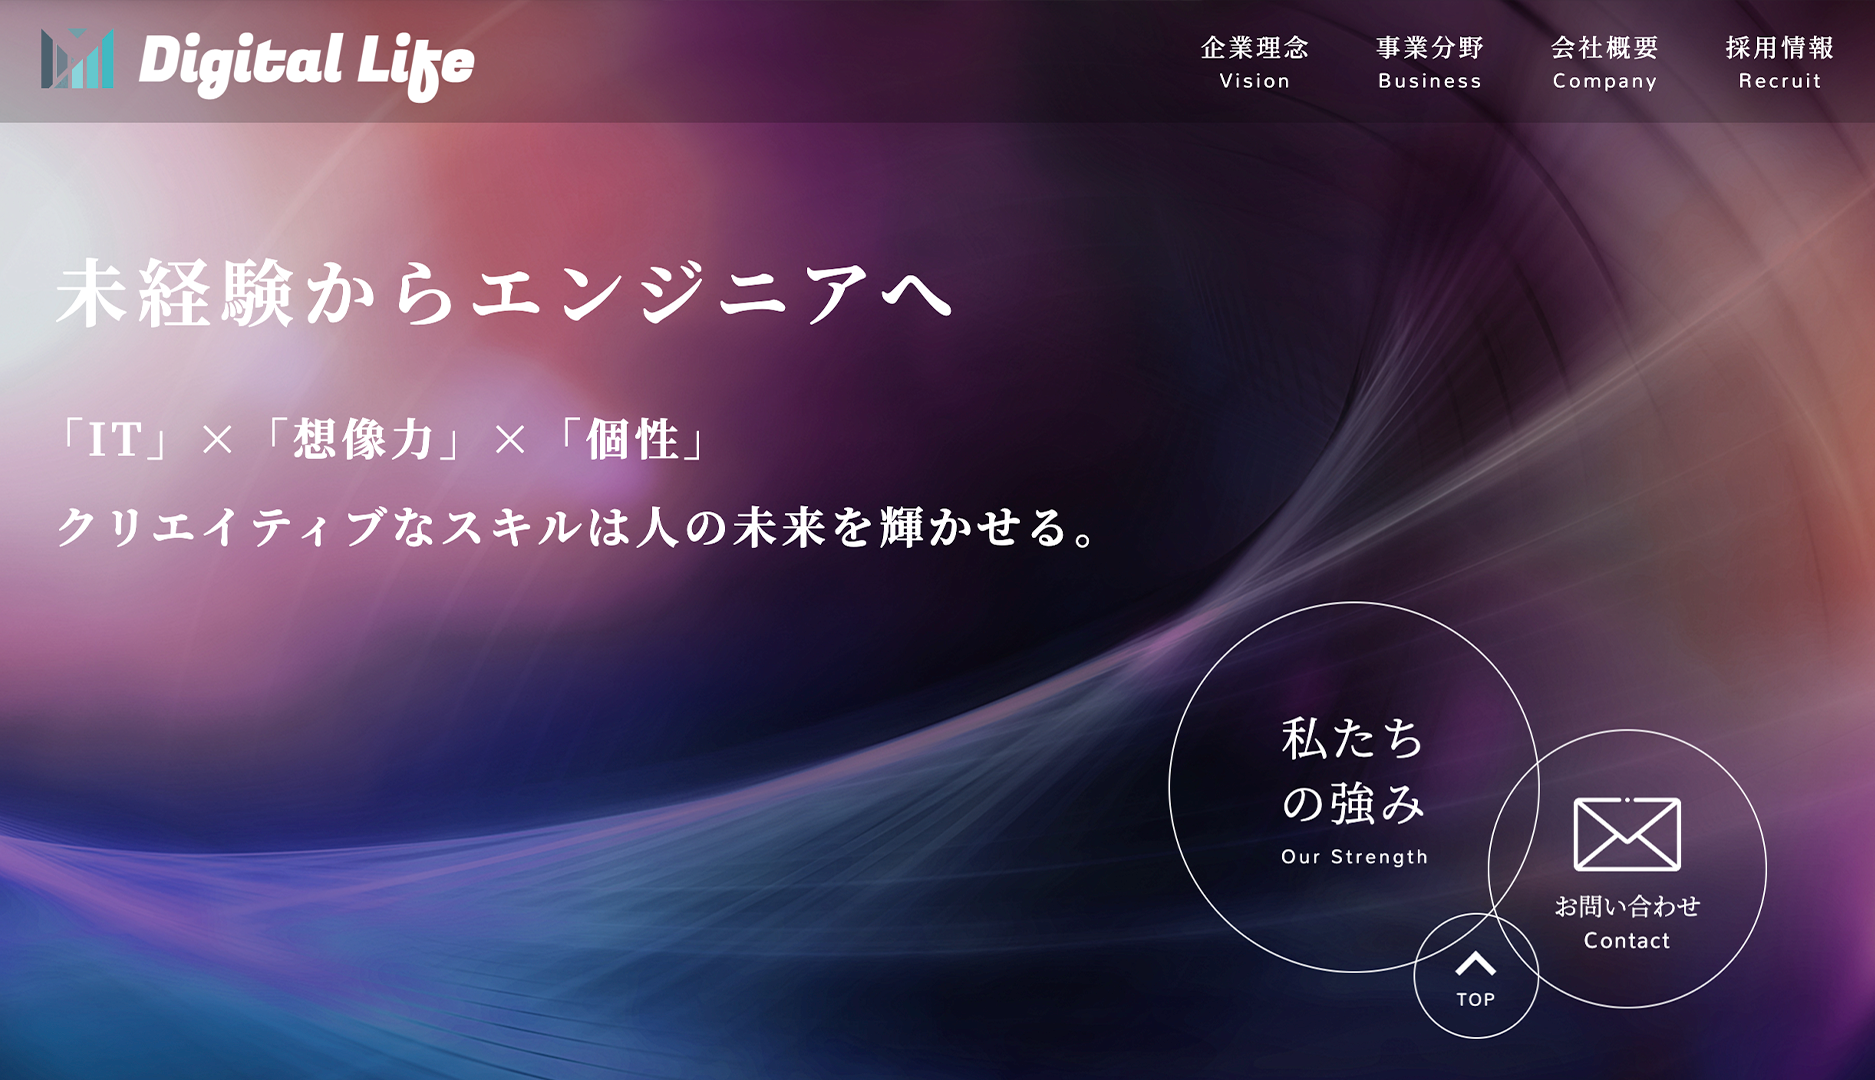 Digital Life
企業理念
Vision
事業分野
Business
会社概要
Company
採用情報
Recruit
未経験からエンジニアへ
「IT」×「想像力」×「個性」
クリエイティブなスキルは人の未来を輝かせる。
私たち
の強み
Our Strength
お問い合わせ
Contact
TOP